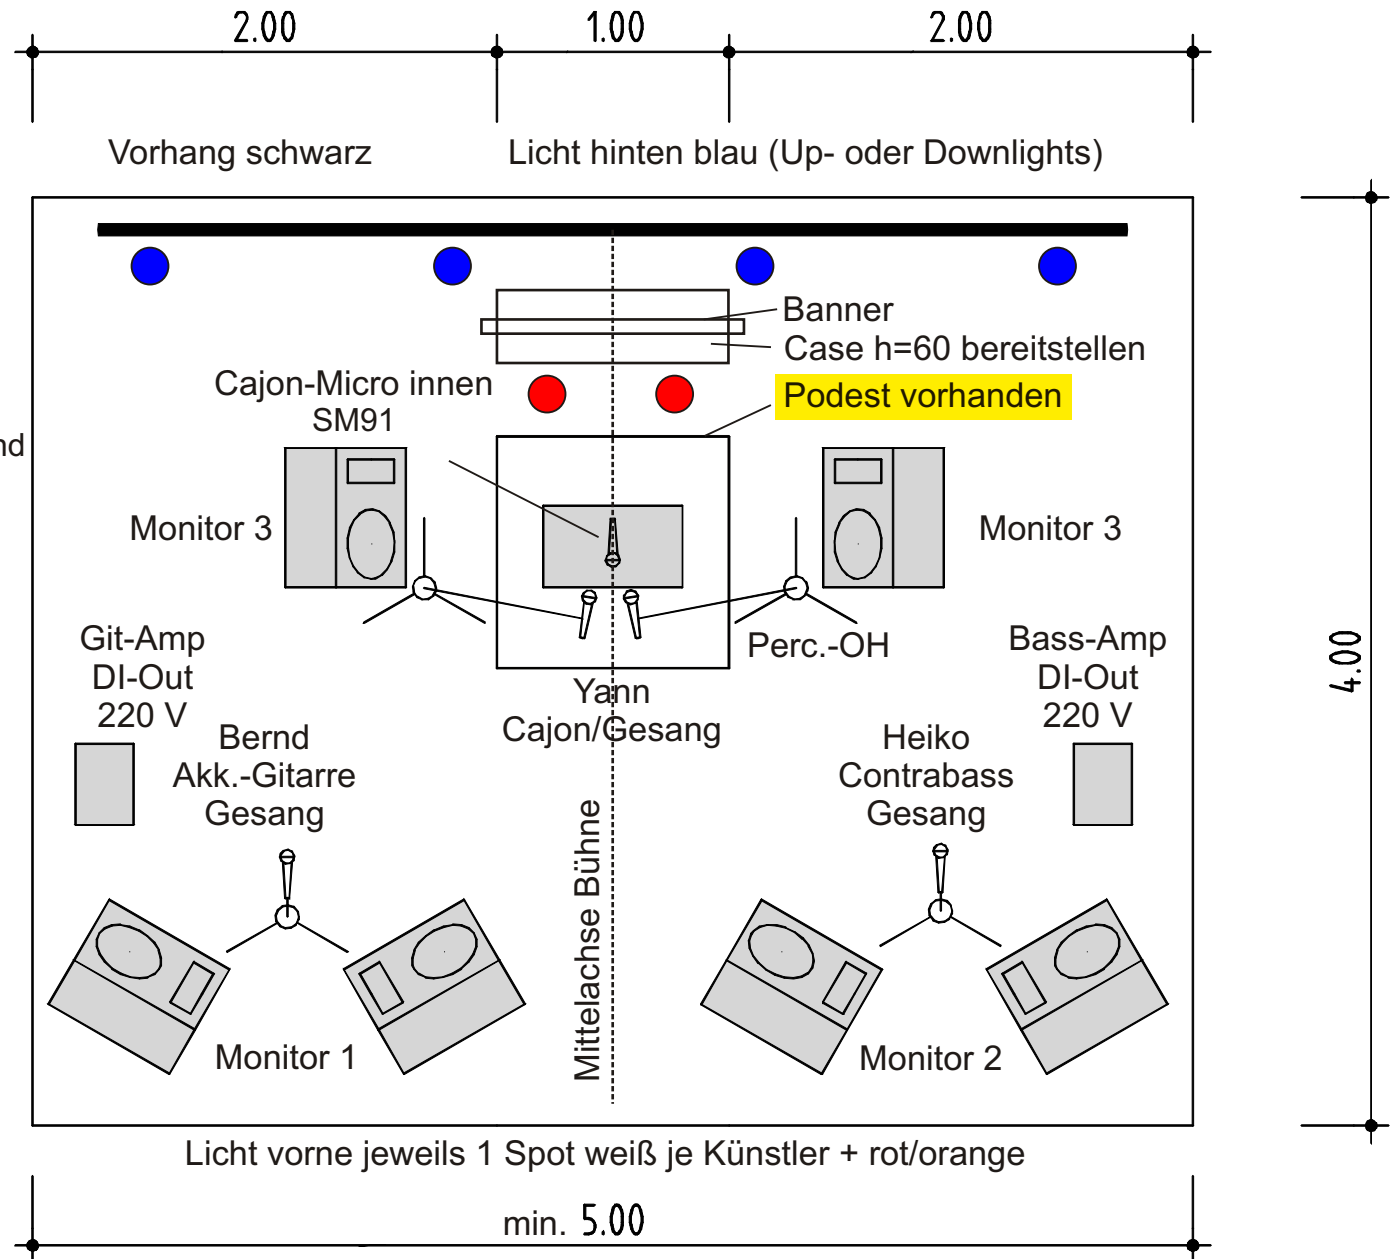 2.00 1.00 2.00
Vorhang schwarz
Licht hinten blau (Up- oder Downlights)
Banner
Case h=60 bereitstellen
Podest vorhanden
Cajon-Micro innen
SM91
nd
Monitor 3
Monitor 3
Git-Amp
DI-Out
220 V
Perc.-OH
Bass-Amp
DI-Out
220 V
4.00
Yann
Cajon/Gesang
Bernd
Akk.-Gitarre
Gesang
Heiko
Contrabass
Gesang
Mittelachse Bühne
Monitor 1
Monitor 2
Licht vorne jeweils 1 Spot weiß je Künstler + rot/orange
min. 5.00